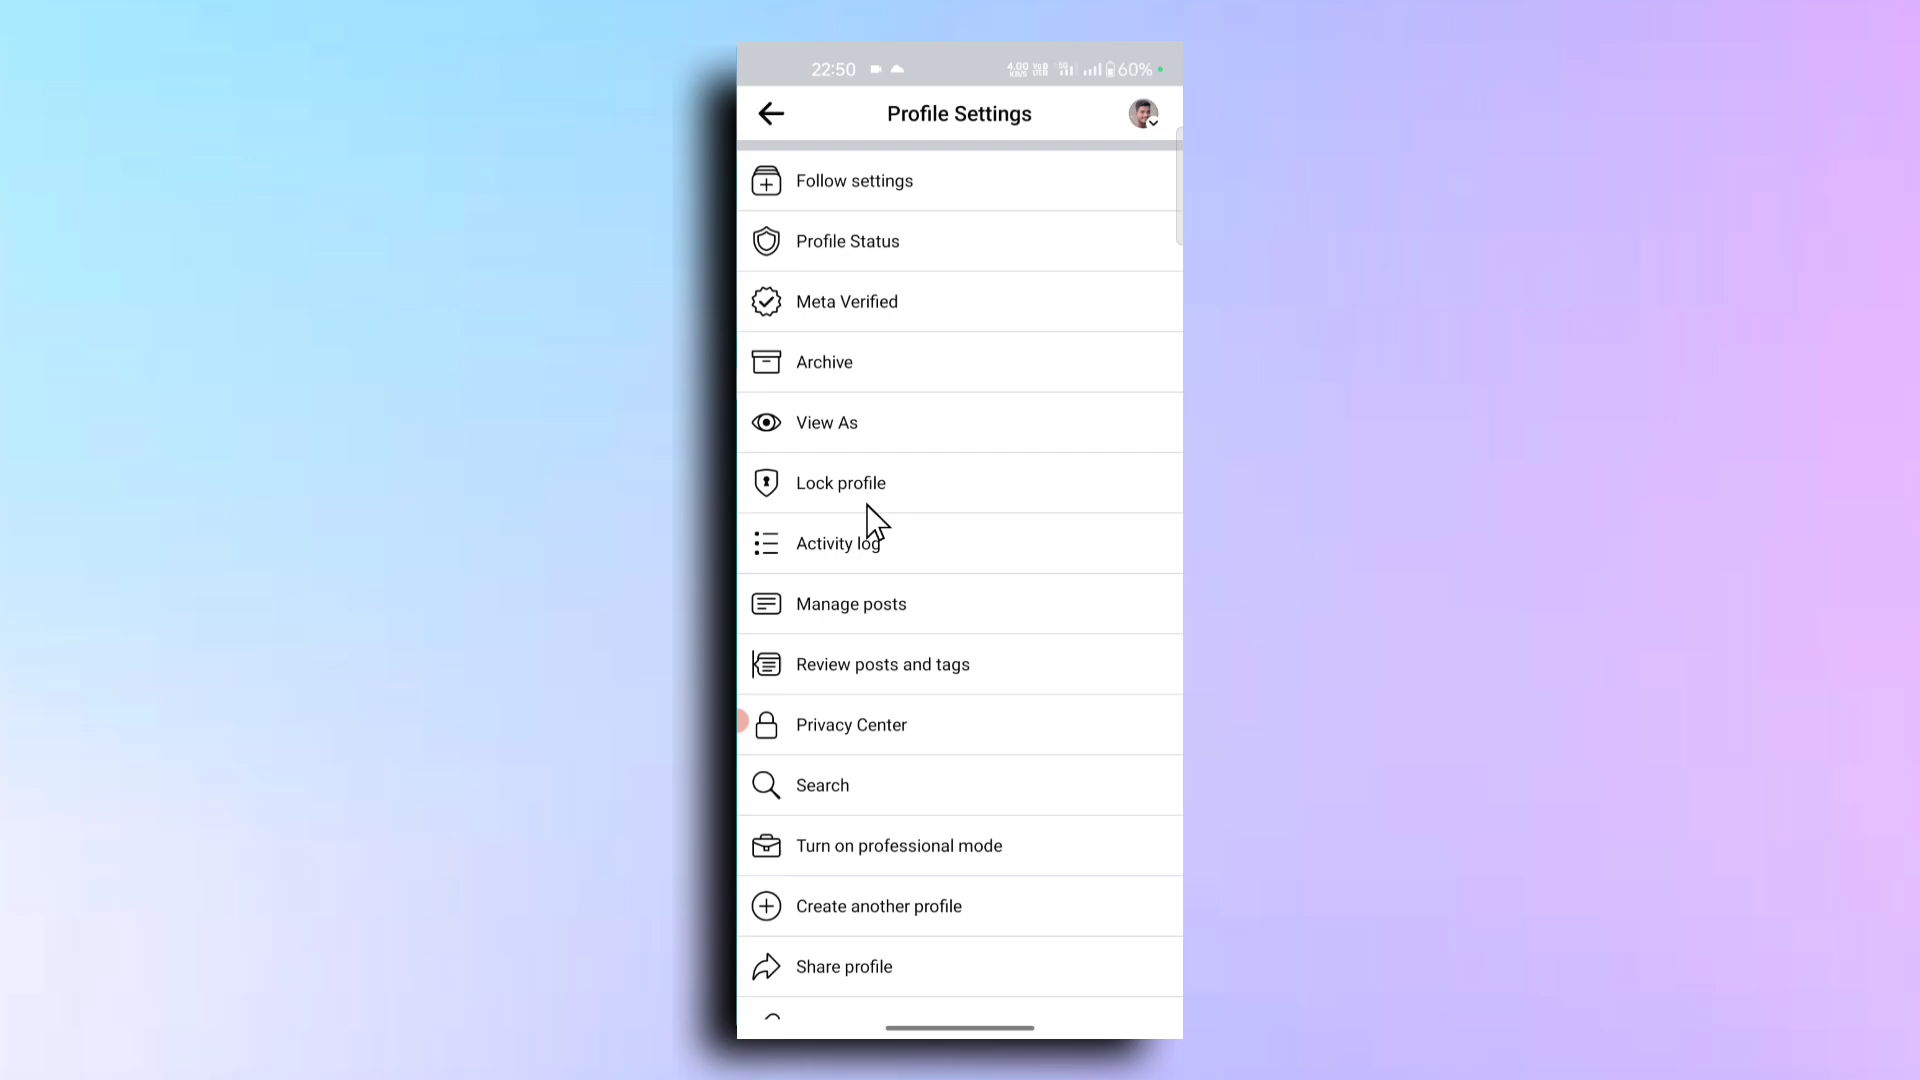 22:50 4.00 KB/S 5G 60%
Profile Settings
Follow settings
Profile Status
Meta Verified
Archive
View As
Lock profile
Activity log
Manage posts
Review posts and tags
Privacy Center
Search
Turn on professional mode
Create another profile
Share profile